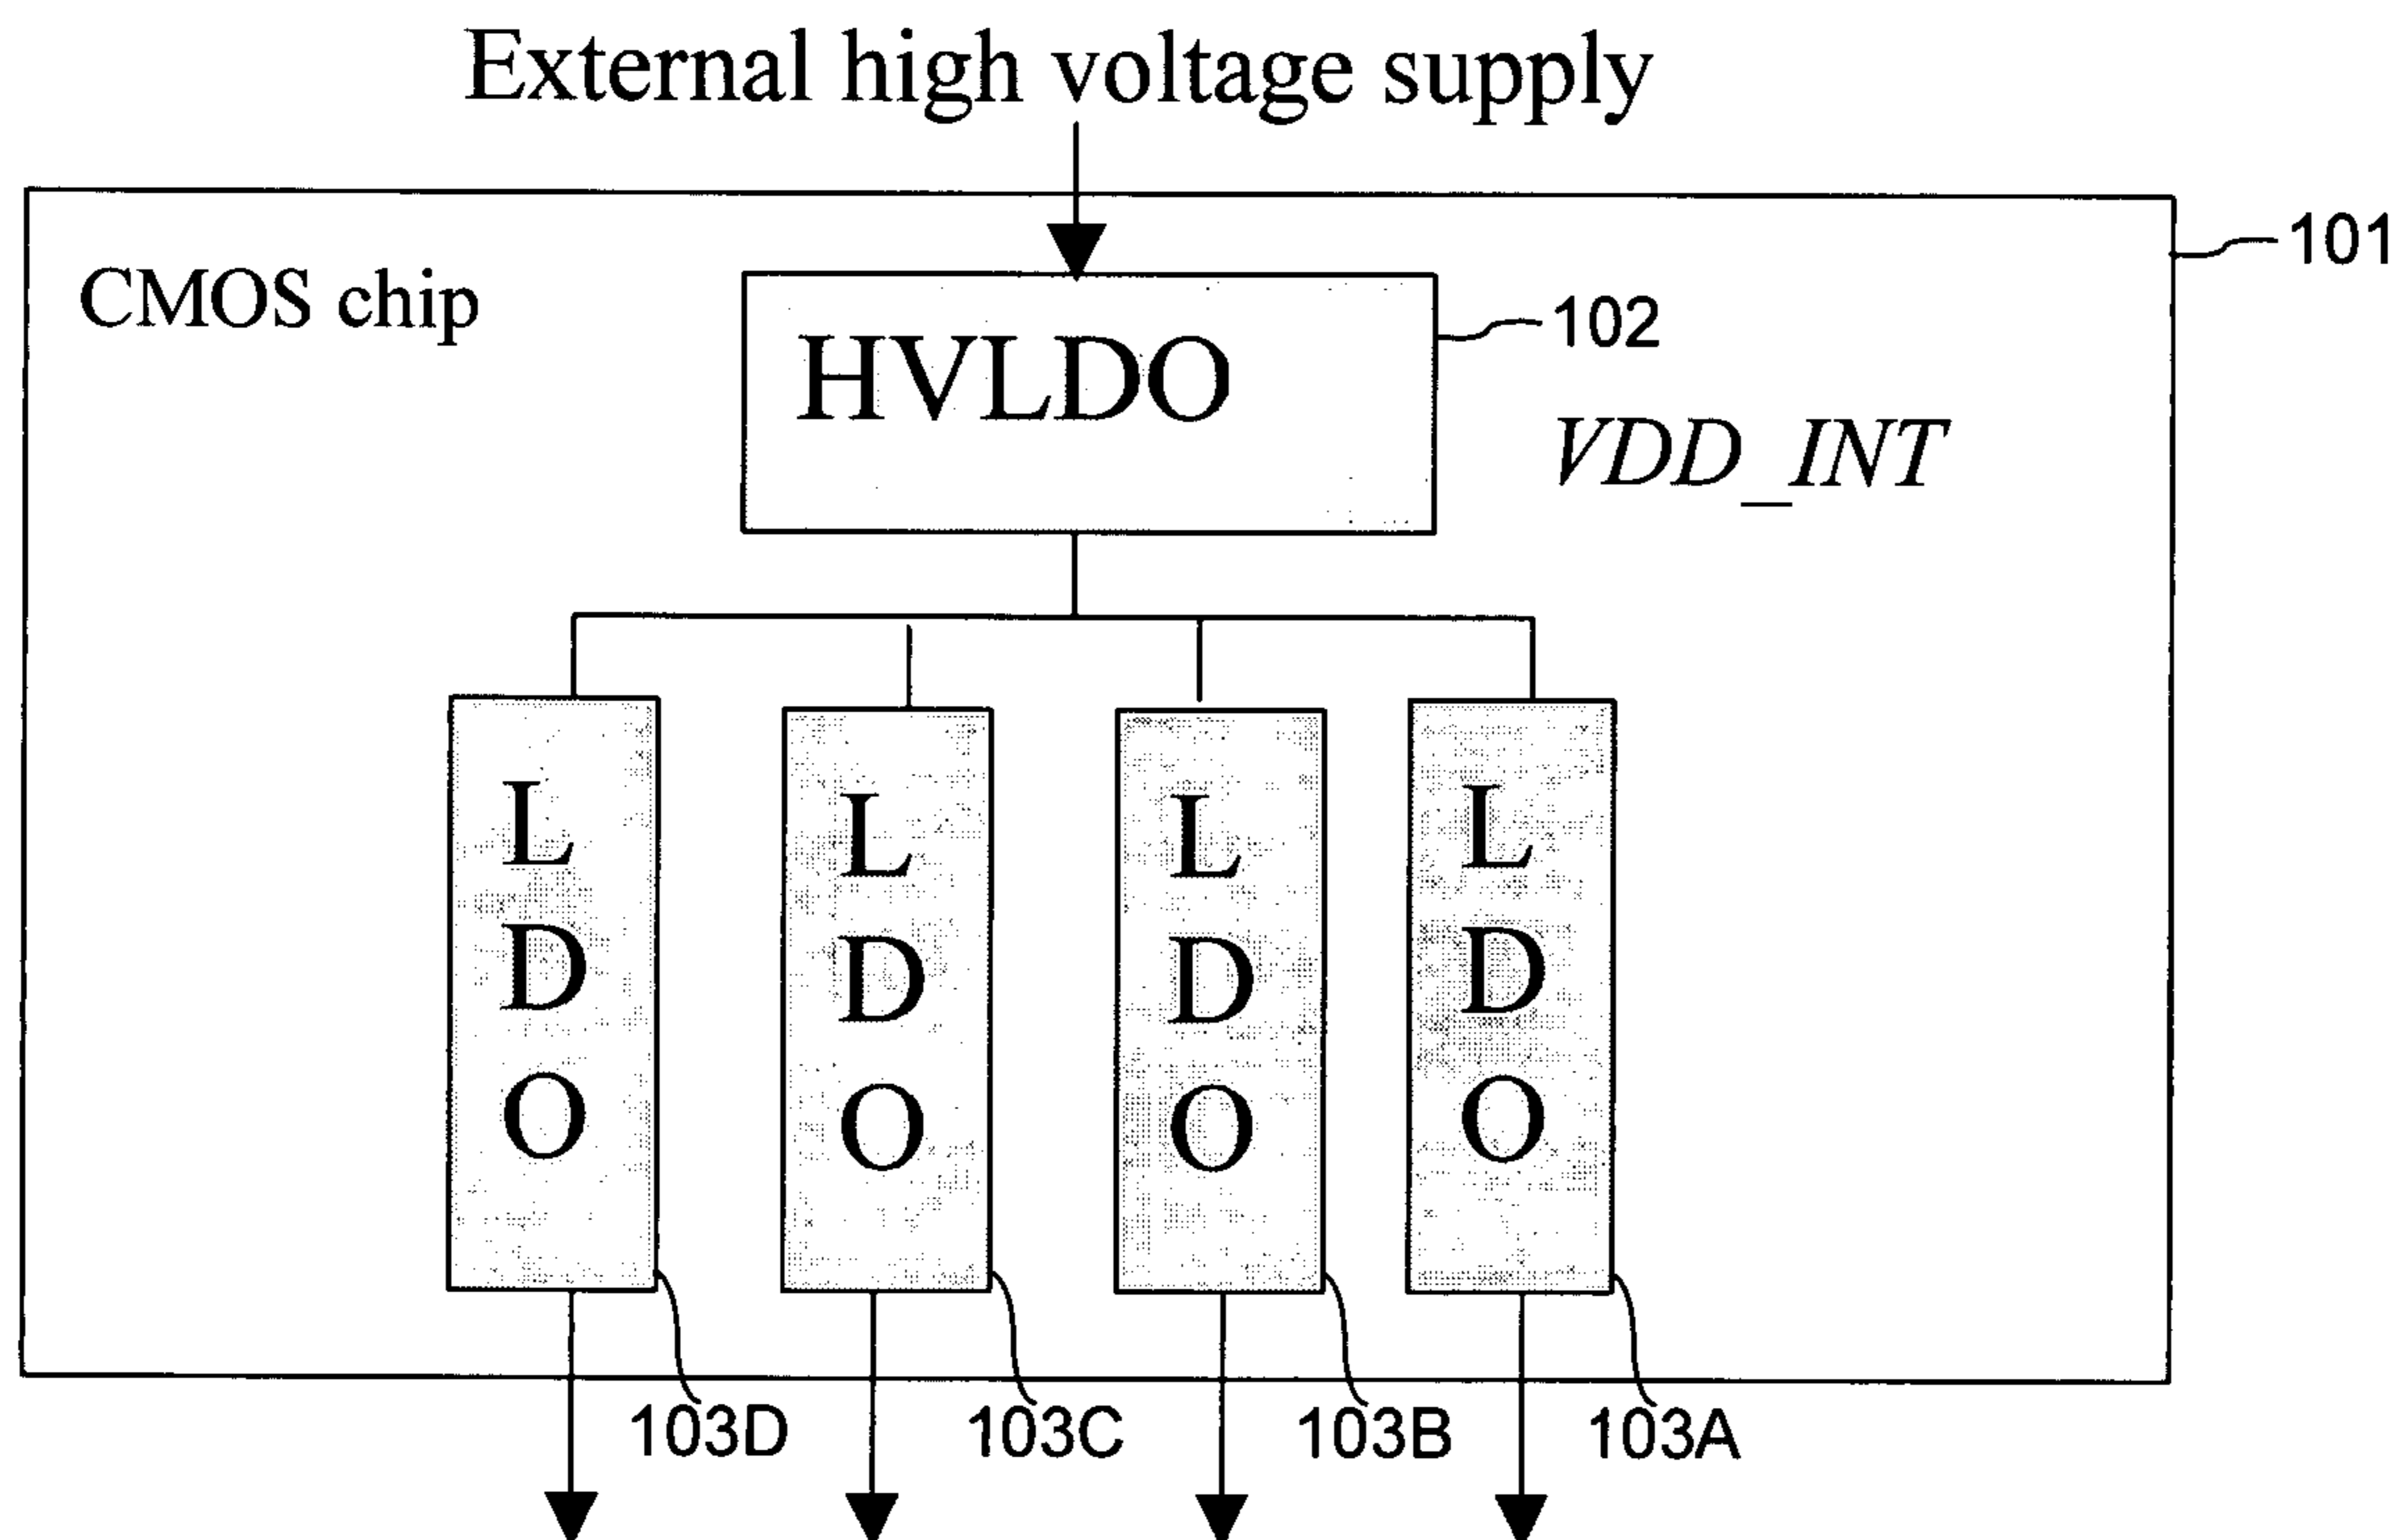 External high voltage supply
101
CMOS chip
102
HVLDO
VDD_INT
L
D
O
L
D
O
L
D
O
L
D
O
103D
103C
103B
103A